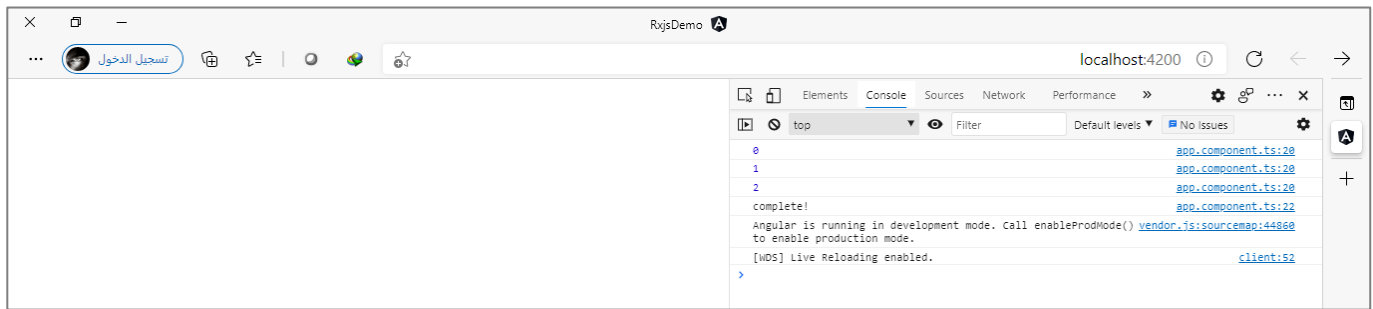 RxjsDemo
تسجيل الدخول
localhost:4200
Elements Console Sources Network Performance »
top Filter Default levels No Issues
0 app.component.ts:20
1 app.component.ts:20
2 app.component.ts:20
complete! app.component.ts:22
Angular is running in development mode. Call enableProdMode() vendor.js:sourcemap:44860
to enable production mode.
[WDS] Live Reloading enabled. client:52